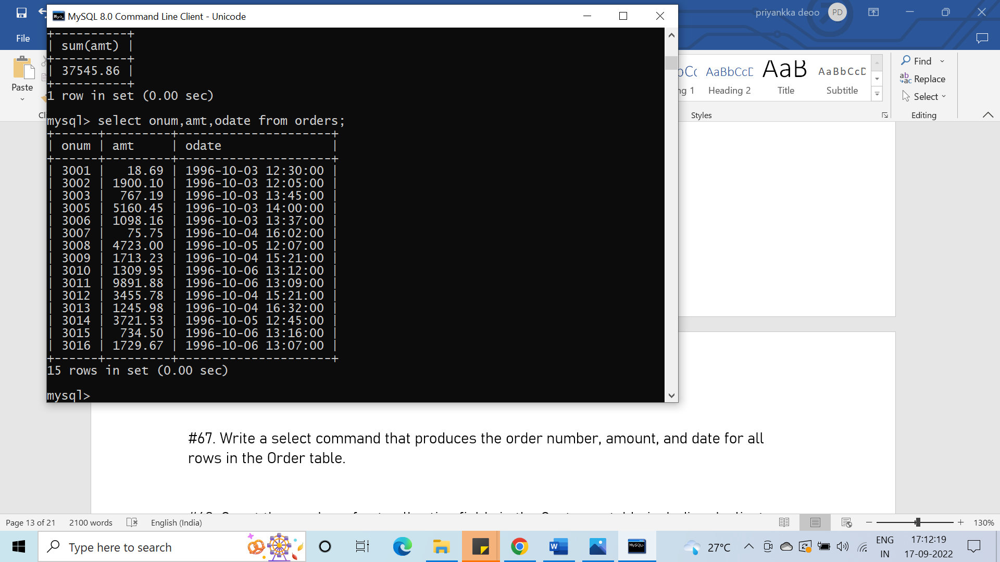 priyankka deoo
PD
MySQL 8.0 Command Line Client - Unicode
File
Paste
Find
Replace
Select
Editing
AaBbCcD
Heading 2
AaB
Title
AaBbCcD
Subtitle
Styles
+----------+
| sum(amt) |
+----------+
| 37545.86 |
+----------+
1 row in set (0.00 sec)
mysql> select onum,amt,odate from orders;
+------+---------+---------------------+
| onum | amt     | odate               |
+------+---------+---------------------+
| 3001 |   18.69 | 1996-10-03 12:30:00 |
| 3002 | 1900.10 | 1996-10-03 12:05:00 |
| 3003 |  767.19 | 1996-10-03 13:45:00 |
| 3005 | 5160.45 | 1996-10-03 14:00:00 |
| 3006 | 1098.16 | 1996-10-03 13:37:00 |
| 3007 |   75.75 | 1996-10-04 16:02:00 |
| 3008 | 4723.00 | 1996-10-05 12:07:00 |
| 3009 | 1713.23 | 1996-10-04 15:21:00 |
| 3010 | 1309.95 | 1996-10-06 13:12:00 |
| 3011 | 9891.88 | 1996-10-06 13:09:00 |
| 3012 | 3455.78 | 1996-10-04 15:21:00 |
| 3013 | 1245.98 | 1996-10-04 16:32:00 |
| 3014 | 3721.53 | 1996-10-05 12:45:00 |
| 3015 |  734.50 | 1996-10-06 13:16:00 |
| 3016 | 1729.67 | 1996-10-06 13:07:00 |
+------+---------+---------------------+
15 rows in set (0.00 sec)
mysql>
#67. Write a select command that produces the order number, amount, and date for all
rows in the Order table.
Page 13 of 21 2100 words English (India) 130%
Type here to search
27°C
ENG
IN
17:12:19
17-09-2022